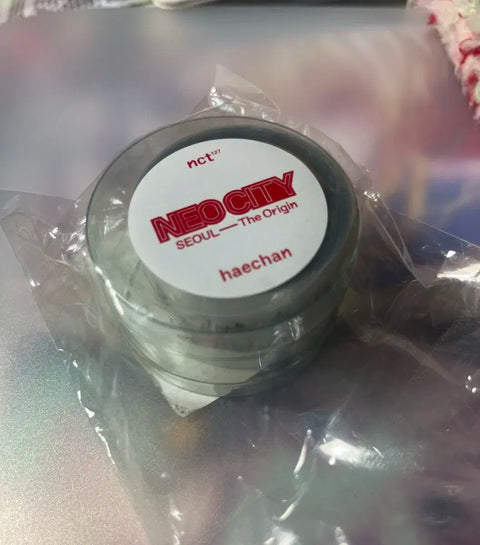 nct127
NEO CITY
SEOUL — The Origin
haechan